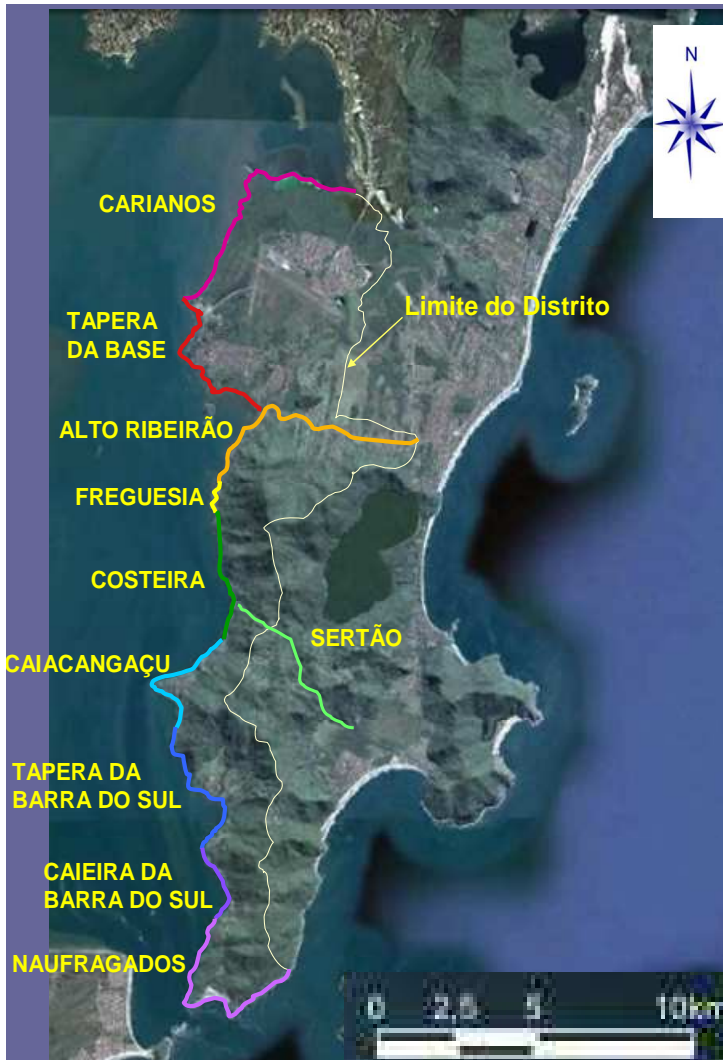 N
CARIANOS
Limite do Distrito
TAPERA
DA BASE
ALTO RIBEIRÃO
FREGUESIA
COSTEIRA
SERTÃO
CAIACANGAÇU
TAPERA DA
BARRA DO SUL
CAIEIRA DA
BARRA DO SUL
NAUFRAGADOS
0 2,5 5 10km